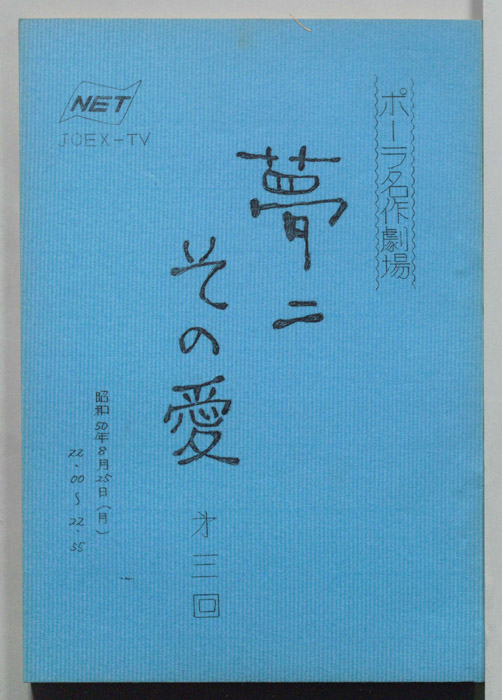 NET
JOEX-TV
ポーラ名作劇場
夢二
その愛
才三回
昭和50年8月25日(月)
22.00~22.55